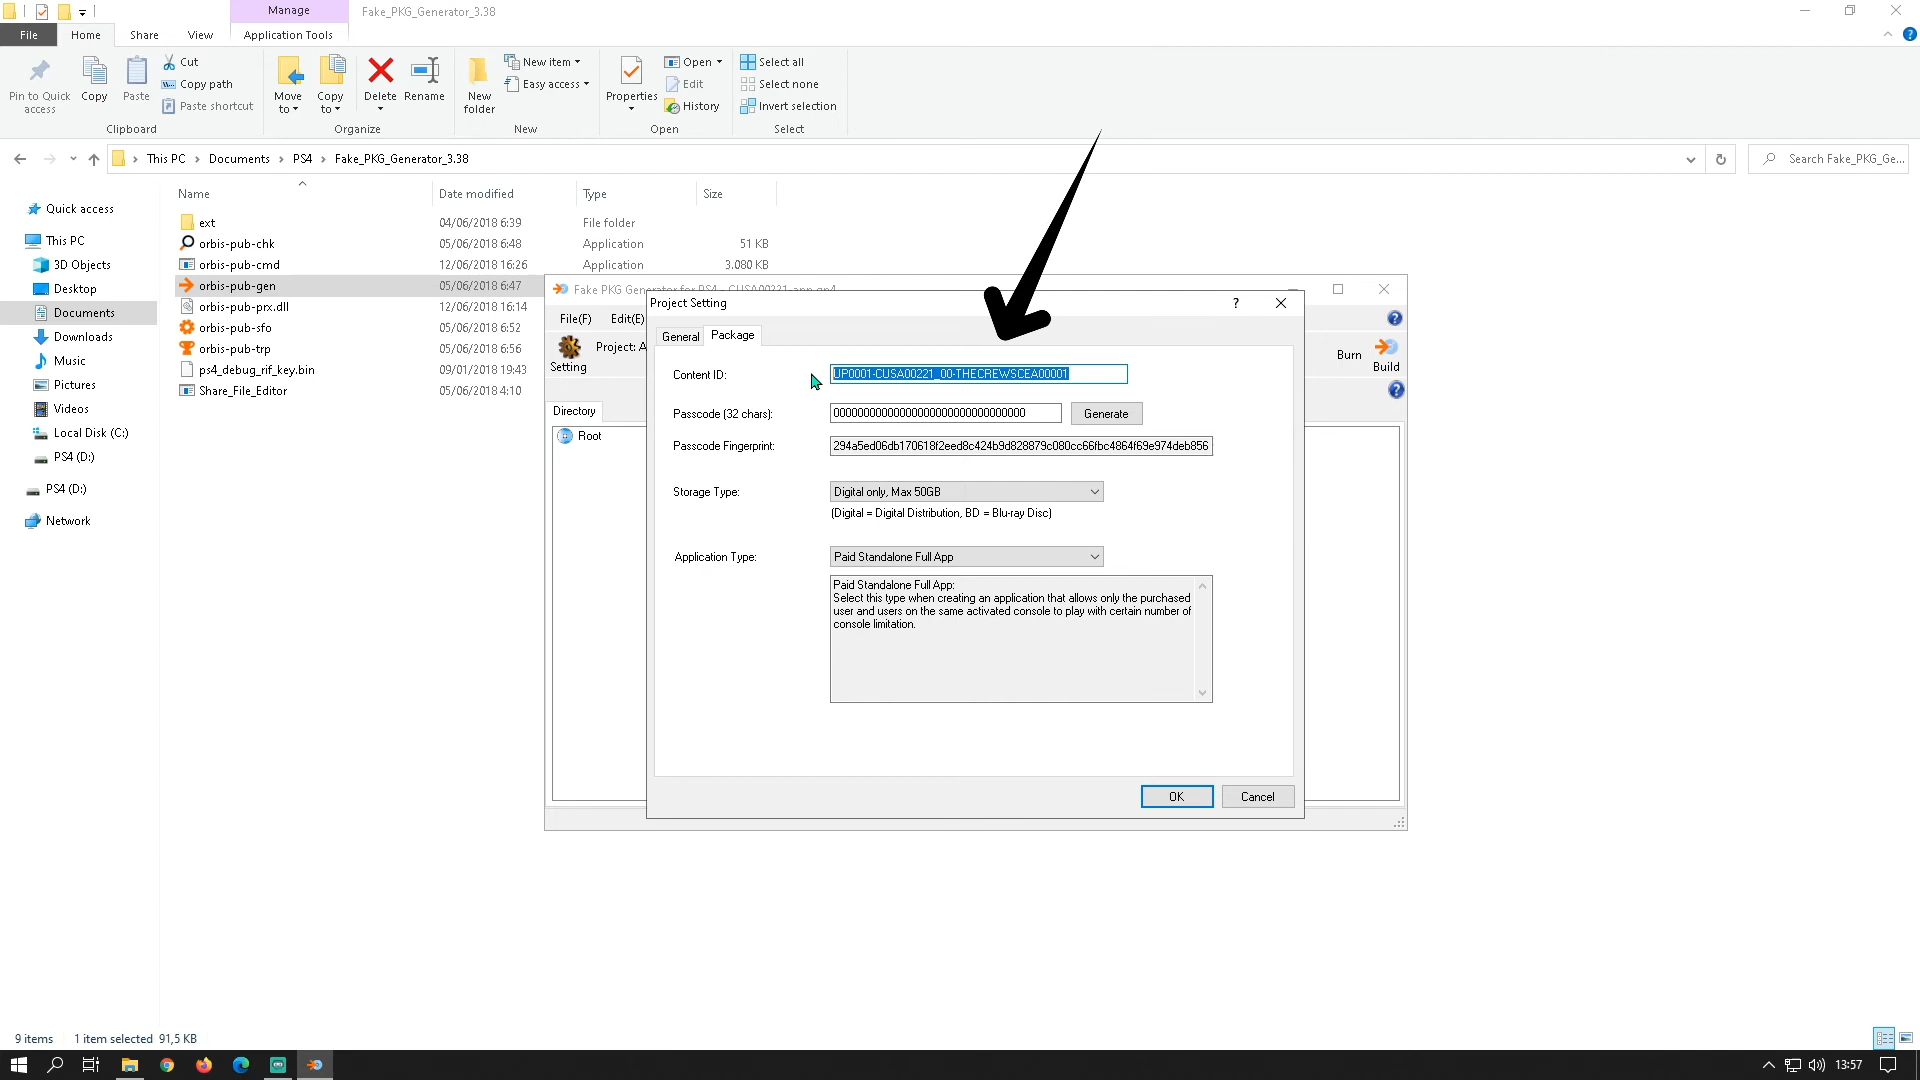 Manage
Fake_PKG_Generator_3.38
File
Home
Share
View
Application Tools
Pin to Quick access
Copy
Paste
Cut
Copy path
Paste shortcut
Clipboard
Move to
Copy to
Delete
Rename
Organize
New folder
New item
Easy access
New
Properties
Open
Edit
History
Open
Select all
Select none
Invert selection
Select
This PC
Documents
PS4
Fake_PKG_Generator_3.38
Search Fake_PKG_Ge...
Name
Date modified
Type
Size
Quick access
This PC
3D Objects
Desktop
Documents
Downloads
Music
Pictures
Videos
Local Disk (C:)
PS4 (D:)
PS4 (D:)
Network
ext 04/06/2018 6:39 File folder
orbis-pub-chk 05/06/2018 6:48 Application 51 KB
orbis-pub-cmd 12/06/2018 16:26 Application 3.080 KB
orbis-pub-gen 05/06/2018 6:47
orbis-pub-prx.dll 12/06/2018 16:14
orbis-pub-sfo 05/06/2018 6:52
orbis-pub-trp 05/06/2018 6:56
ps4_debug_rif_key.bin 09/01/2018 19:43
Share_File_Editor 05/06/2018 4:10
Fake PKG Generator for PS4 - CUSA00221-app.gp4
File(F)
Edit(E)
Setting
Project: A
Burn
Build
Directory
Root
Project Setting
?
General
Package
Content ID:
UP0001-CUSA00221_00-THECREWSCEA00001
Passcode (32 chars):
00000000000000000000000000000000
Generate
Passcode Fingerprint:
294a5ed06db170618f2eed8c424b9d828879c080cc66fbc4864f69e974deb856
Storage Type:
Digital only, Max 50GB
(Digital = Digital Distribution, BD = Blu-ray Disc)
Application Type:
Paid Standalone Full App
Paid Standalone Full App:
Select this type when creating an application that allows only the purchased
user and users on the same activated console to play with certain number of
console limitation.
OK
Cancel
9 items
1 item selected 91,5 KB
13:57